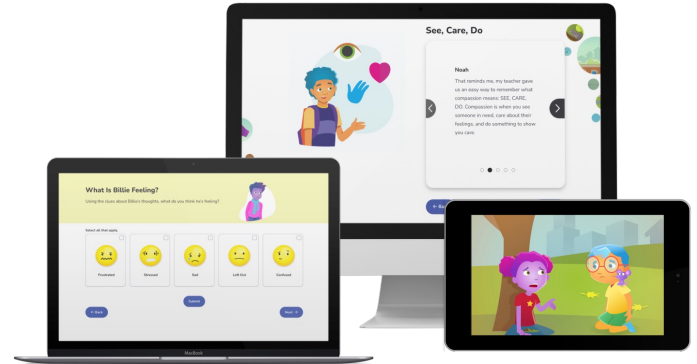 See, Care, Do
Noah
That reminds me, my teacher gave
us an easy way to remember what
compassion means: SEE, CARE,
DO. Compassion is when you see
someone in need, care about their
feelings, and do something to show
you care.
What Is Billie Feeling?
Using the clues about Billie's thoughts, what do you think he's feeling?
Select all that apply.
Frustrated
Stressed
Sad
Left Out
Confused
Submit
← Back
Next →
MacBook